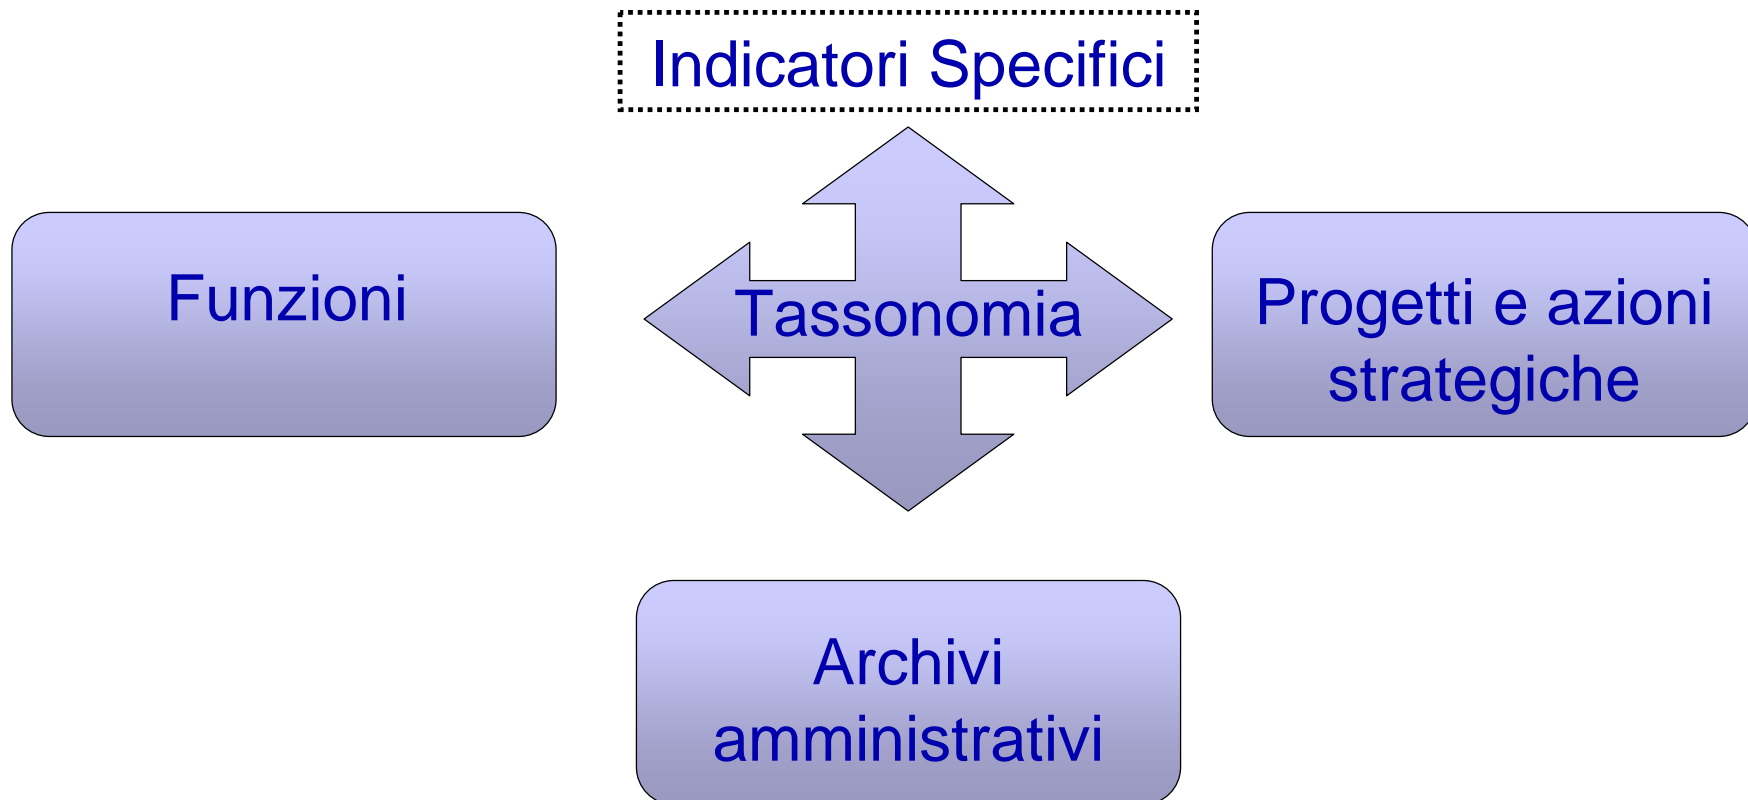 Indicatori Specifici
Funzioni
Tassonomia
Progetti e azioni
strategiche
Archivi
amministrativi